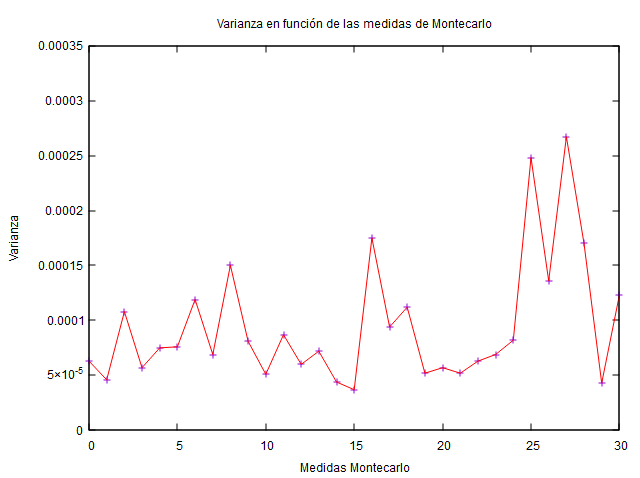 Varianza en función de las medidas de Montecarlo
0.00035
0.0003
0.00025
0.0002
0.00015
0.0001
5×10-5
0
Varianza
0 5 10 15 20 25 30
Medidas Montecarlo